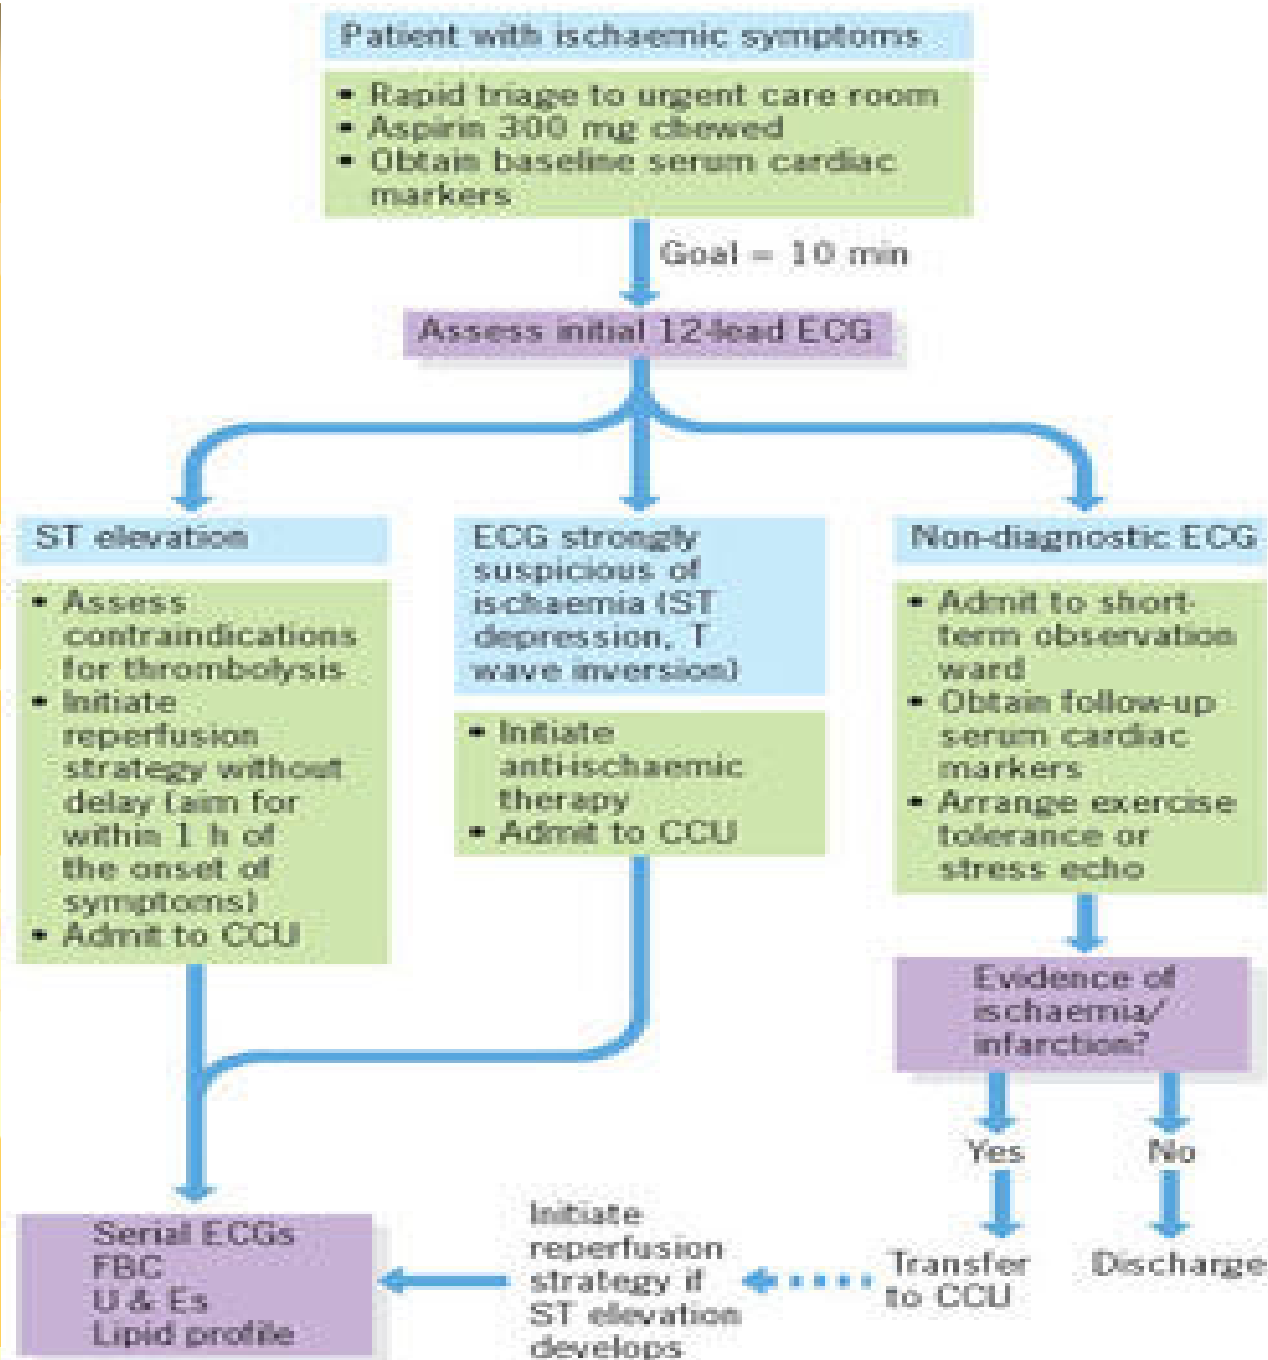 Patient with ischaemic symptoms
• Rapid triage to urgent care room
• Aspirin 300 mg chewed
• Obtain baseline serum cardiac
markers
Goal = 10 min
Assess initial 12-lead ECG
ST elevation
• Assess
contraindications
for thrombolysis
• Initiate
reperfusion
strategy without
delay (aim for
within 1 h of
the onset of
symptoms)
• Admit to CCU
ECG strongly
suspicious of
ischaemia (ST
depression, T
wave inversion)
• Initiate
anti-ischaemic
therapy
• Admit to CCU
Non-diagnostic ECG
• Admit to short-
term observation
ward
• Obtain follow-up
serum cardiac
markers
• Arrange exercise
tolerance or
stress echo
Evidence of
ischaemia/
infarction?
Yes
No
Transfer
to CCU
Discharge
Initiate
reperfusion
strategy if
ST elevation
develops
Serial ECGs
FBC
U & Es
Lipid profile